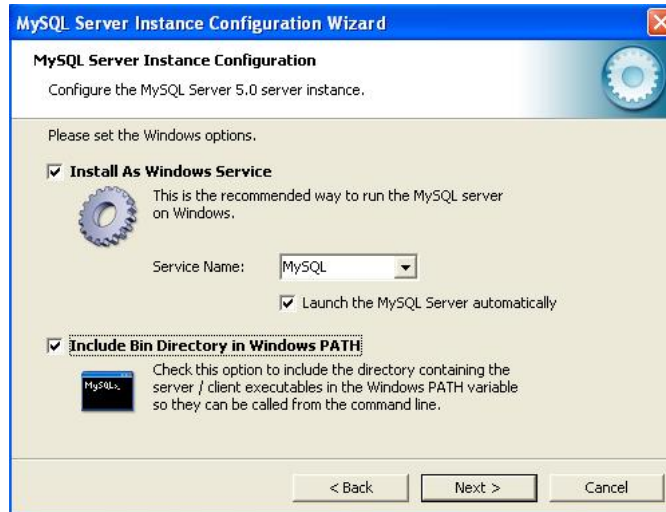 MySQL Server Instance Configuration Wizard
MySQL Server Instance Configuration
Configure the MySQL Server 5.0 server instance.
Please set the Windows options.
Install As Windows Service
This is the recommended way to run the MySQL server
on Windows.
Service Name: MySQL
Launch the MySQL Server automatically
Include Bin Directory in Windows PATH
MySQL>_
Check this option to include the directory containing the
server / client executables in the Windows PATH variable
so they can be called from the command line.
< Back Next > Cancel